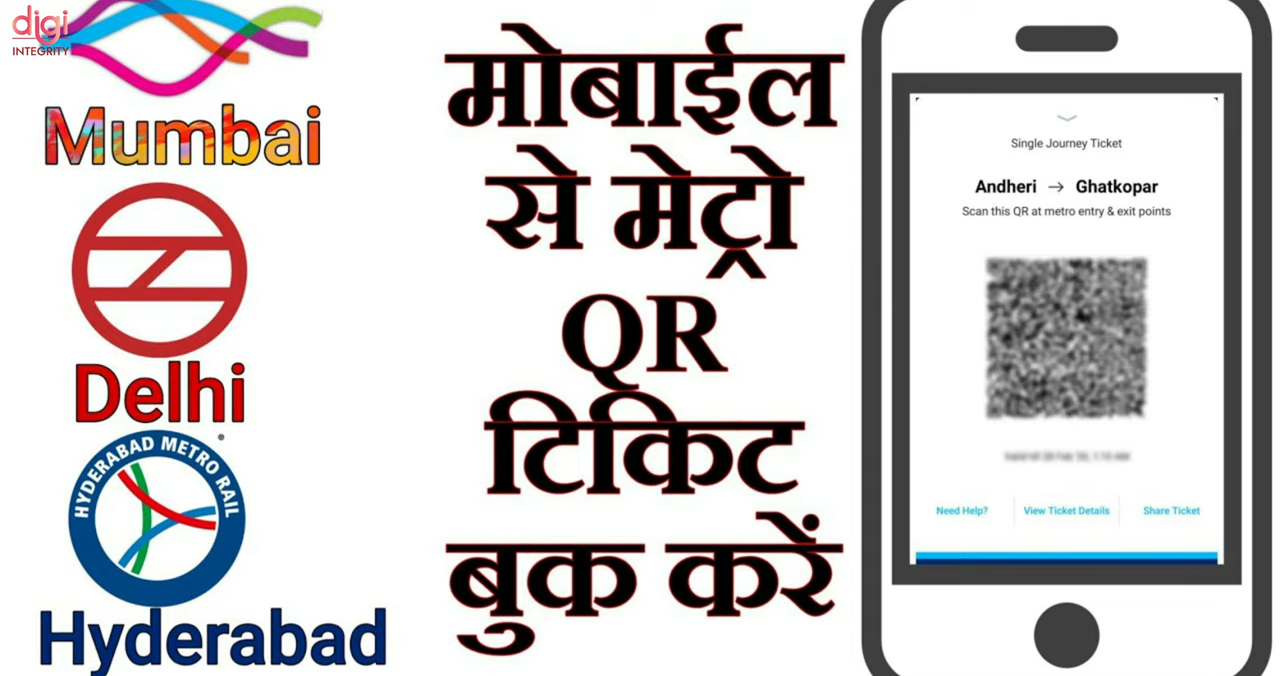 digi
INTEGRITY
Mumbai
Delhi
HYDERABAD METRO RAIL
®
Hyderabad
मोबाईल
से मेट्रो
QR
टिकिट
बुक करें
Single Journey Ticket
Andheri → Ghatkopar
Scan this QR at metro entry & exit points
Need Help? View Ticket Details Share Ticket